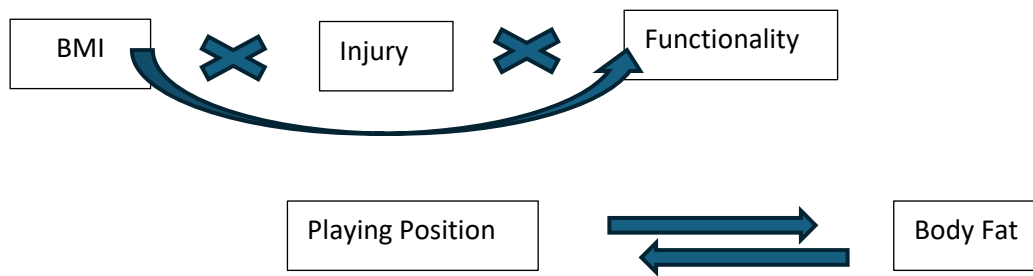 BMI
Injury
Functionality
Playing Position
Body Fat